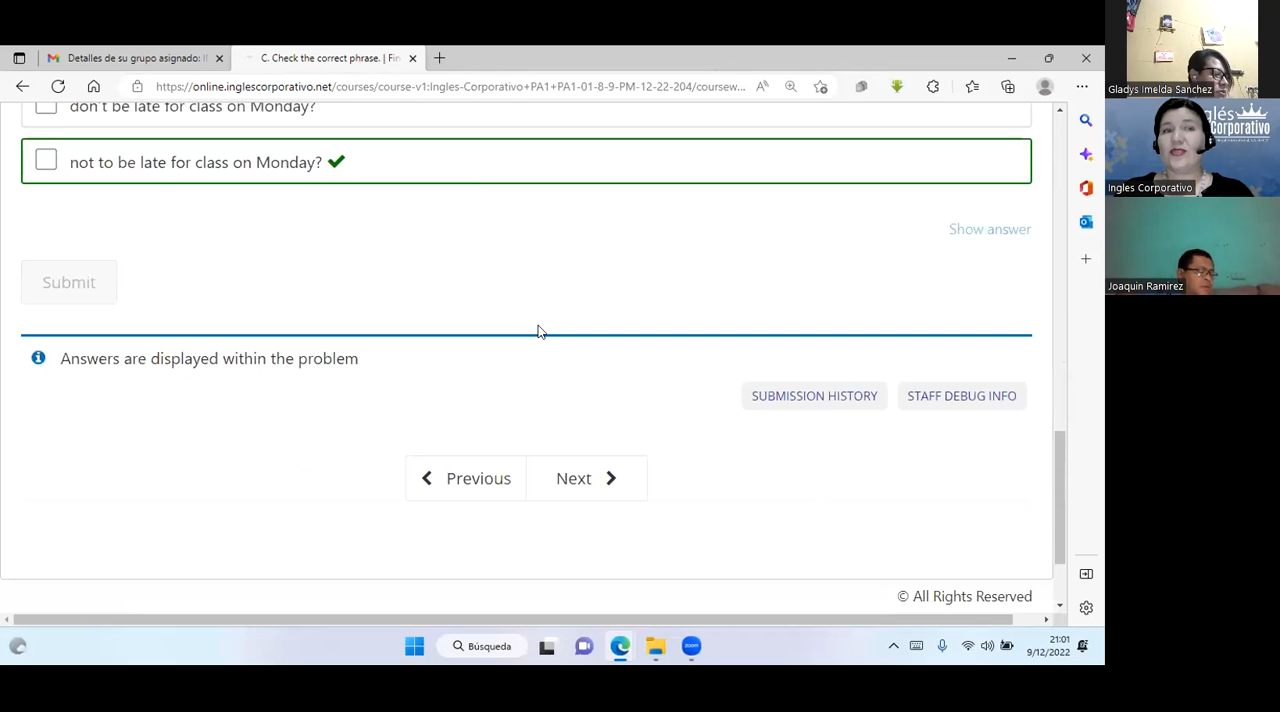 Detalles de su grupo asignado: I
C. Check the correct phrase. | Fin
https://online.inglescorporativo.net/courses/course-v1:Ingles-Corporativo+PA1+PA1-01-8-9-PM-12-22-204/coursew...
don't be late for class on Monday?
not to be late for class on Monday?
Show answer
Submit
Answers are displayed within the problem
SUBMISSION HISTORY
STAFF DEBUG INFO
Previous
Next
© All Rights Reserved
Búsqueda
zoom
21:01
9/12/2022
Gladys Imelda Sanchez
glés
Corporativo
Ingles Corporativo
Joaquin Ramirez